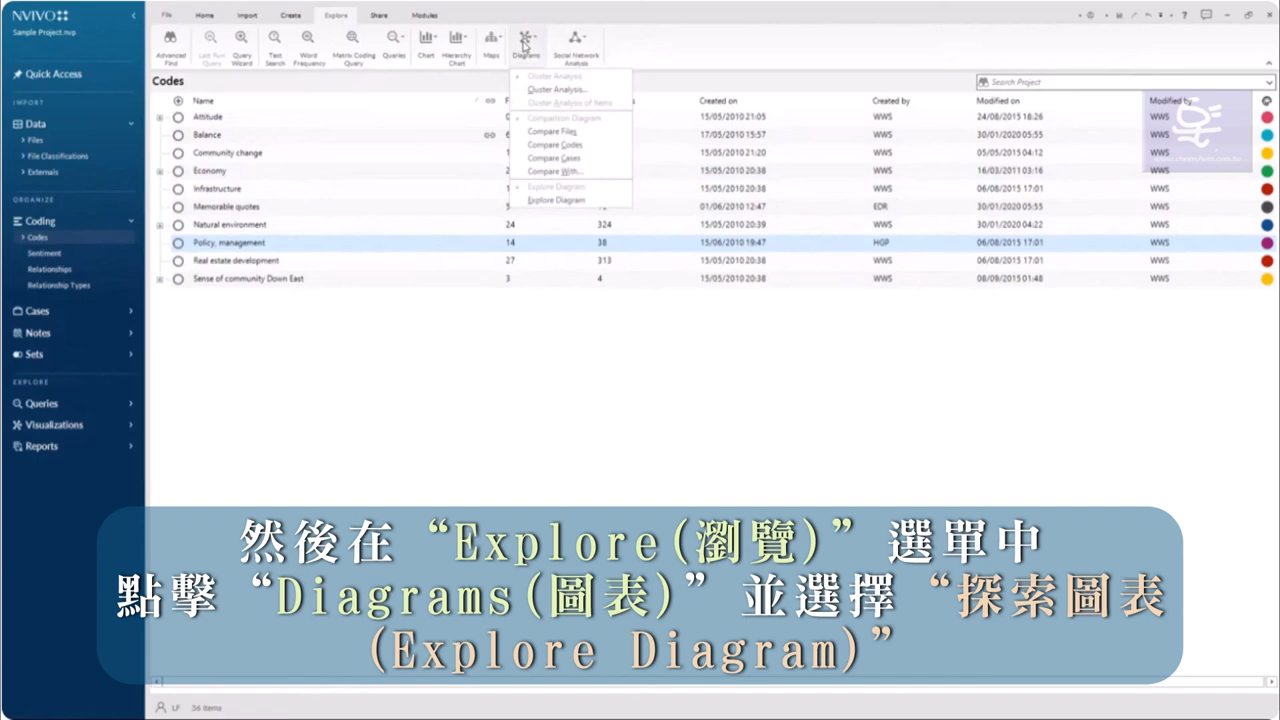 NVIVO
Sample Project.nvp
File Home Import Create Explore Share Modules
Advanced Find
Last Run Query
Query Wizard
Text Search
Word Frequency
Matrix Coding Query
Queries
Chart
Hierarchy Chart
Maps
Diagrams
Social Network Analysis
Quick Access
IMPORT
Data
Files
File Classifications
Externals
ORGANIZE
Coding
Codes
Sentiment
Relationships
Relationship Types
Cases
Notes
Sets
EXPLORE
Queries
Visualizations
Reports
Codes
Search Project
Name Created on Created by Modified on Modified by
Attitude 15/05/2010 21:05 WWS 24/08/2015 18:26
Balance 6 17/05/2010 15:57 WWS 30/01/2020 05:55 WWS
Community change 15/05/2010 21:20 WWS 05/05/2015 04:12 WWS
Economy 15/05/2010 20:38 WWS 16/03/2011 03:16 WWS
Infrastructure 15/05/2010 20:38 WWS 06/08/2015 17:01 WWS
Memorable quotes 01/06/2010 12:47 EDR 30/01/2020 05:55 WWS
Natural environment 24 324 15/05/2010 20:39 WWS 30/01/2020 04:22 WWS
Policy, management 14 38 15/06/2010 19:47 HGP 06/08/2015 17:01 WWS
Real estate development 27 313 15/05/2010 20:38 WWS 06/08/2015 17:01 WWS
Sense of community Down East 3 4 15/05/2010 20:38 WWS 08/09/2015 01:48 WWS
Cluster Analysis
Cluster Analysis...
Cluster Analysis of Items
Comparison Diagram
Compare Files
Compare Codes
Compare Cases
Compare With...
Explore Diagram
Explore Diagram
然後在“Explore(瀏覽)”選單中
點擊“Diagrams(圖表)”並選擇“探索圖表
(Explore Diagram)”
LF 36 Items